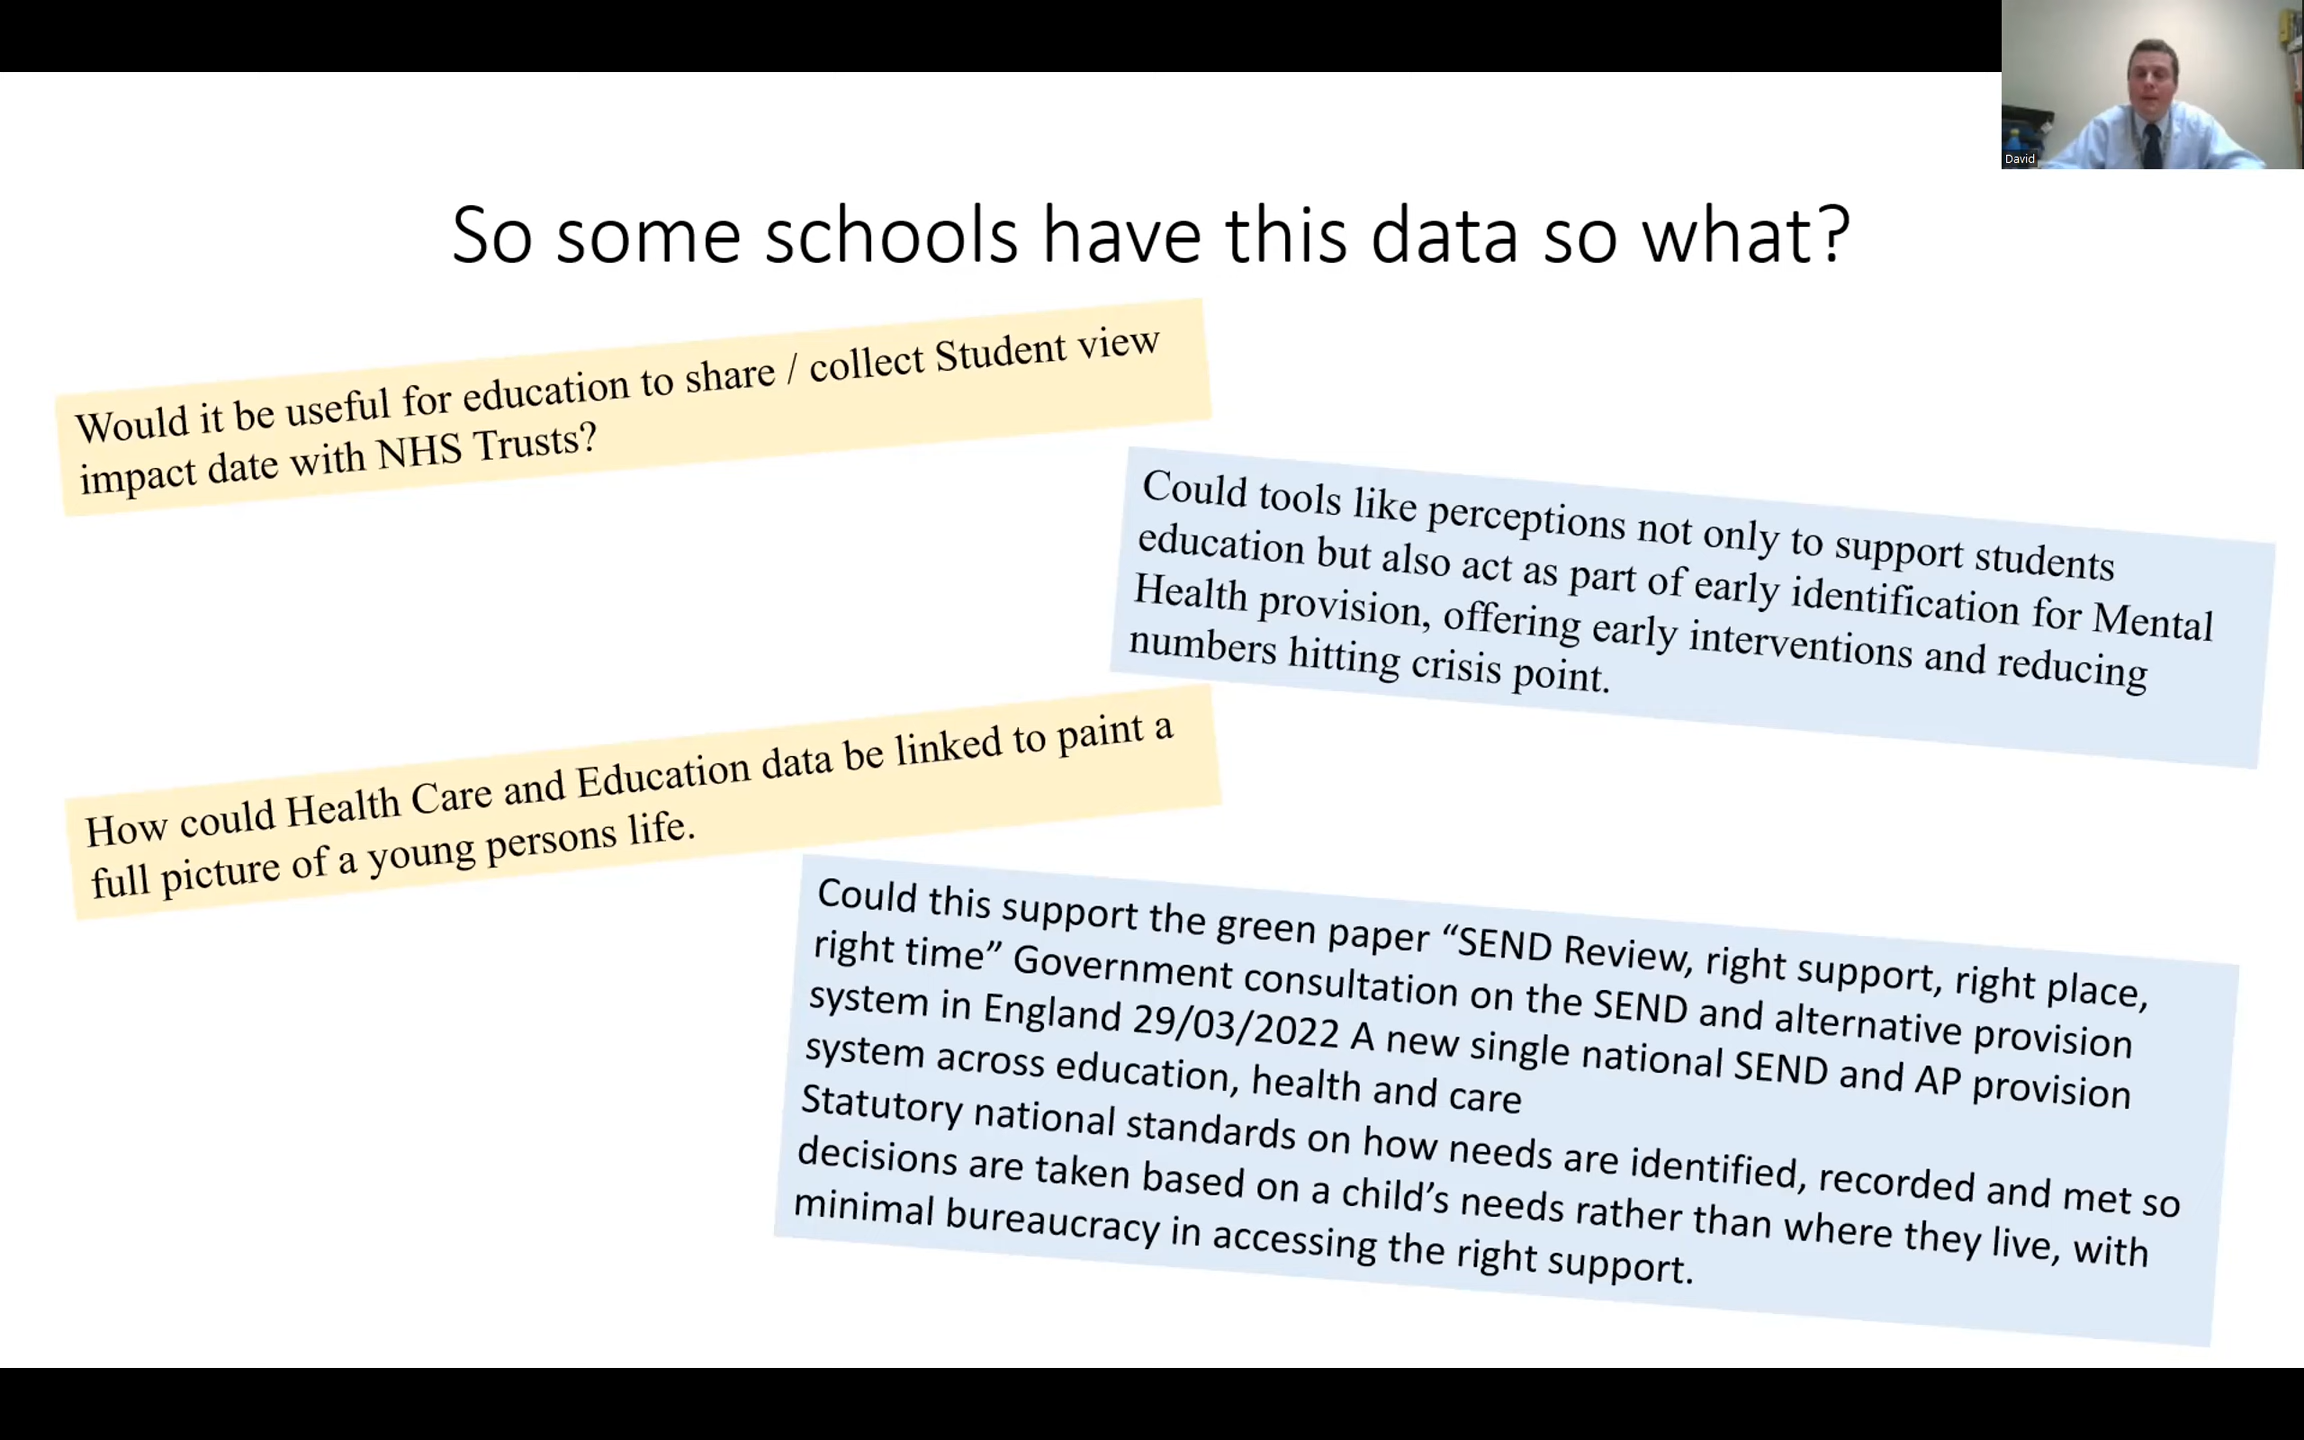 David
So some schools have this data so what?
Would it be useful for education to share / collect Student view
impact date with NHS Trusts?
Could tools like perceptions not only to support students
education but also act as part of early identification for Mental
Health provision, offering early interventions and reducing
numbers hitting crisis point.
How could Health Care and Education data be linked to paint a
full picture of a young persons life.
Could this support the green paper “SEND Review, right support, right place,
right time” Government consultation on the SEND and alternative provision
system in England 29/03/2022 A new single national SEND and AP provision
system across education, health and care
Statutory national standards on how needs are identified, recorded and met so
decisions are taken based on a child’s needs rather than where they live, with
minimal bureaucracy in accessing the right support.